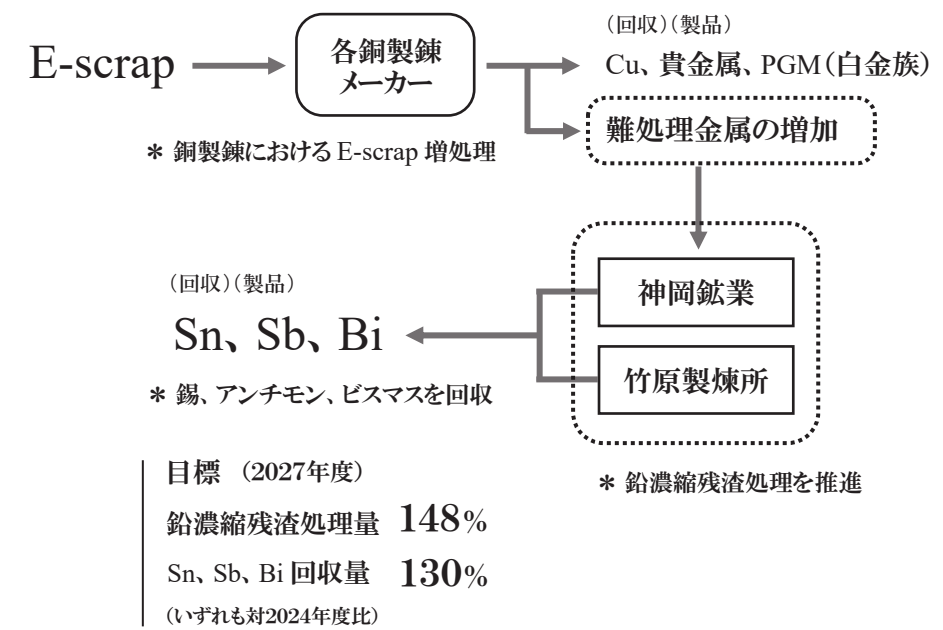 E-scrap
各銅製錬
メーカー
(回収)(製品)
Cu、貴金属、PGM(白金族)
難処理金属の増加
* 銅製錬における E-scrap 増処理
神岡鉱業
竹原製煉所
* 鉛濃縮残渣処理を推進
(回収)(製品)
Sn、Sb、Bi
* 錫、アンチモン、ビスマスを回収
目標 (2027年度)
鉛濃縮残渣処理量 148%
Sn、Sb、Bi 回収量 130%
(いずれも対2024年度比)